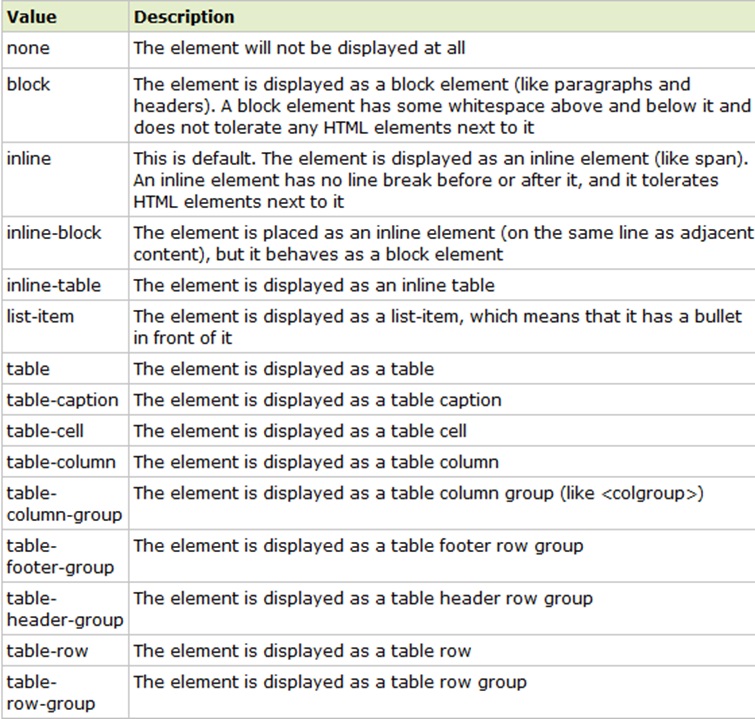 Value Description
none The element will not be displayed at all
block The element is displayed as a block element (like paragraphs and
headers). A block element has some whitespace above and below it and
does not tolerate any HTML elements next to it
inline This is default. The element is displayed as an inline element (like span).
An inline element has no line break before or after it, and it tolerates
HTML elements next to it
inline-block The element is placed as an inline element (on the same line as adjacent
content), but it behaves as a block element
inline-table The element is displayed as an inline table
list-item The element is displayed as a list-item, which means that it has a bullet
in front of it
table The element is displayed as a table
table-caption The element is displayed as a table caption
table-cell The element is displayed as a table cell
table-column The element is displayed as a table column
table- The element is displayed as a table column group (like <colgroup>)
column-group
table- The element is displayed as a table footer row group
footer-group
table- The element is displayed as a table header row group
header-group
table-row The element is displayed as a table row
table- The element is displayed as a table row group
row-group